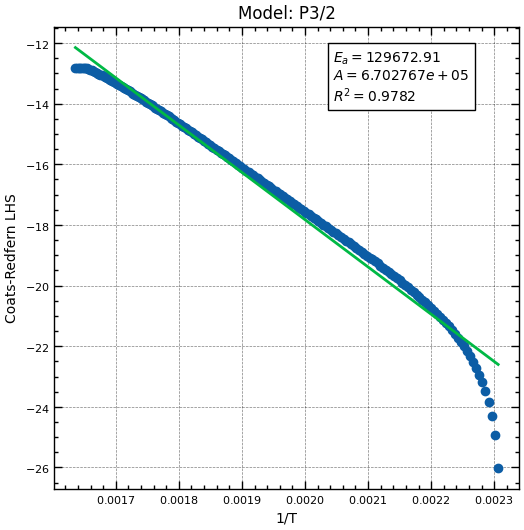 Model: P3/2
E_a = 129672.91
A = 6.702767e + 05
R² = 0.9782
Coats-Redfern LHS
−12
−14
−16
−18
−20
−22
−24
−26
0.0017 0.0018 0.0019 0.0020 0.0021 0.0022 0.0023
1/T